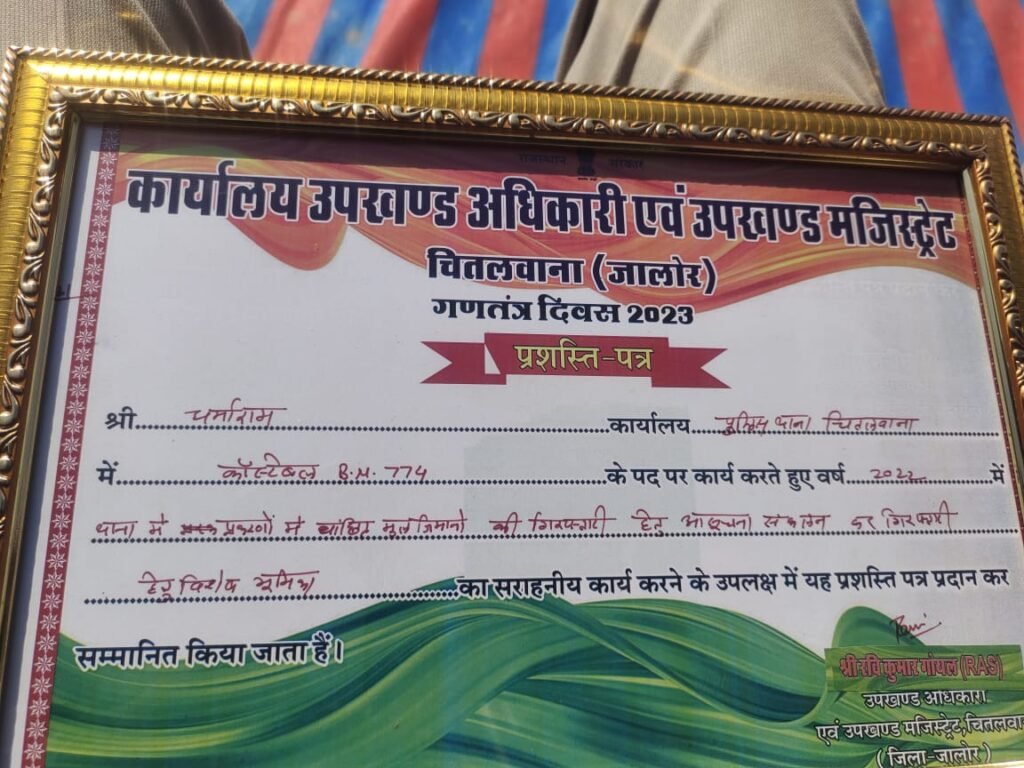 राजस्थान सरकार
कार्यालय उपखण्ड अधिकारी एवं उपखण्ड मजिस्ट्रेट
चितलवाना (जालोर)
गणतंत्र दिवस 2023
प्रशस्ति-पत्र
श्री धर्माराम कार्यालय पुलिस थाना चितलवाना
में कॉस्टेबल B.N. 774 के पद पर कार्य करते हुए वर्ष 2022 में
थाना में प्रकरणों में वांछित मुलजिमानो की गिरफ्तारी हेतु आसूचना संकलन कर गिरफ्तारी
हेतु विशेष भूमिका का सराहनीय कार्य करने के उपलक्ष में यह प्रशस्ति पत्र प्रदान कर
सम्मानित किया जाता हैं।
श्री रवि कुमार गोयल (RAS)
उपखण्ड अधिकारी
एवं उपखण्ड मजिस्ट्रेट, चितलवा
(जिला-जालोर)